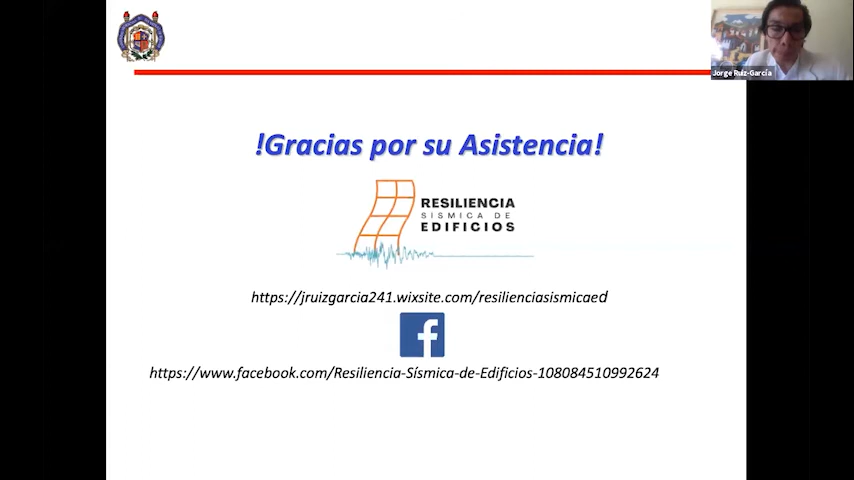 Jorge Ruiz-García
!Gracias por su Asistencia!
RESILIENCIA
SÍSMICA DE
EDIFICIOS
https://jruizgarcia241.wixsite.com/resilienciasismicaed
f
https://www.facebook.com/Resiliencia-Sísmica-de-Edificios-108084510992624